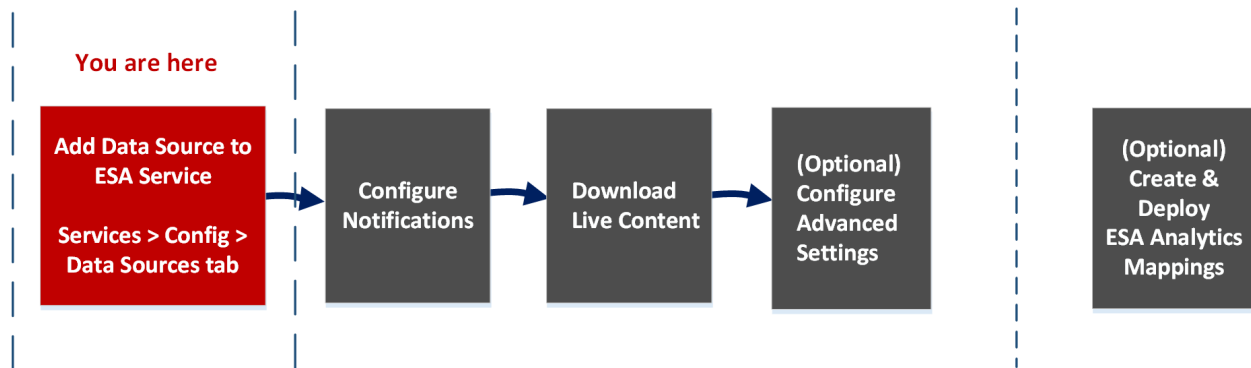 You are here
Add Data Source to
ESA Service
Services > Config >
Data Sources tab
Configure
Notifications
Download
Live Content
(Optional)
Configure
Advanced
Settings
(Optional)
Create &
Deploy
ESA Analytics
Mappings